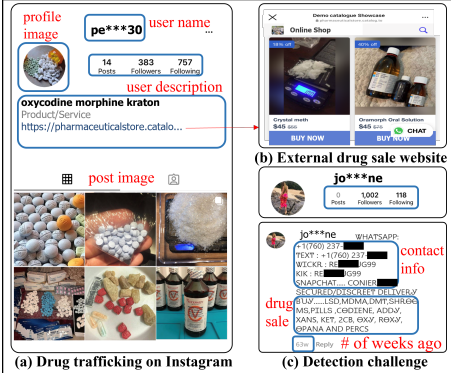 profile
image
pe***30
user name
...
14
383
757
Posts
Followers
Following
user description
oxycodine morphine kraton
Product/Service
https://pharmaceuticalstore.catalo...
post image
(a) Drug trafficking on Instagram
Demo catalogue Showcase
Online Shop
Crystal meth
$45
BUY NOW
Oramorph Oral Solution
$45
CHAT
BUY NOW
(b) External drug sale website
jo***ne
0
1,002
118
Posts
Followers
Following
jo***ne
WHATSAPP:
+1(760) 237-
TEXT : +1(760) 237-
WICKR : RE JG99
KIK : RE JG99
SNAPCHAT..... CONIER
SECURED/DISCREET DELIVERY
BUY.....LSD,MDMA,DMT,SHROO
MS,PILLS ,CODIENE, ADDY,
XANS, KET, 2CB, OXY, ROXY,
OPANA AND PERCS
63w
Reply
contact
info
drug
sale
# of weeks ago
(c) Detection challenge